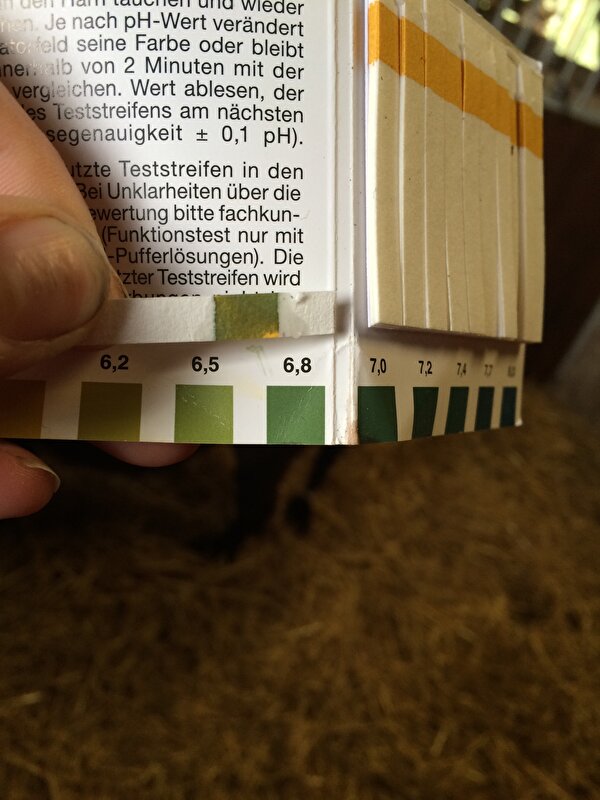 den Harn tauchen und wieder
Je nach pH-Wert verändert
seine Farbe oder bleibt
von 2 Minuten mit der
vergleichen. Wert ablesen, der
Teststreifens am nächsten
± 0,1 pH).
Teststreifen in den
Bei Unklarheiten über die
bitte fachkun-
(Funktionstest nur mit
-Pufferlösungen). Die
Teststreifen wird
6,2 6,5 6,8 7,0 7,2 7,4 7,7